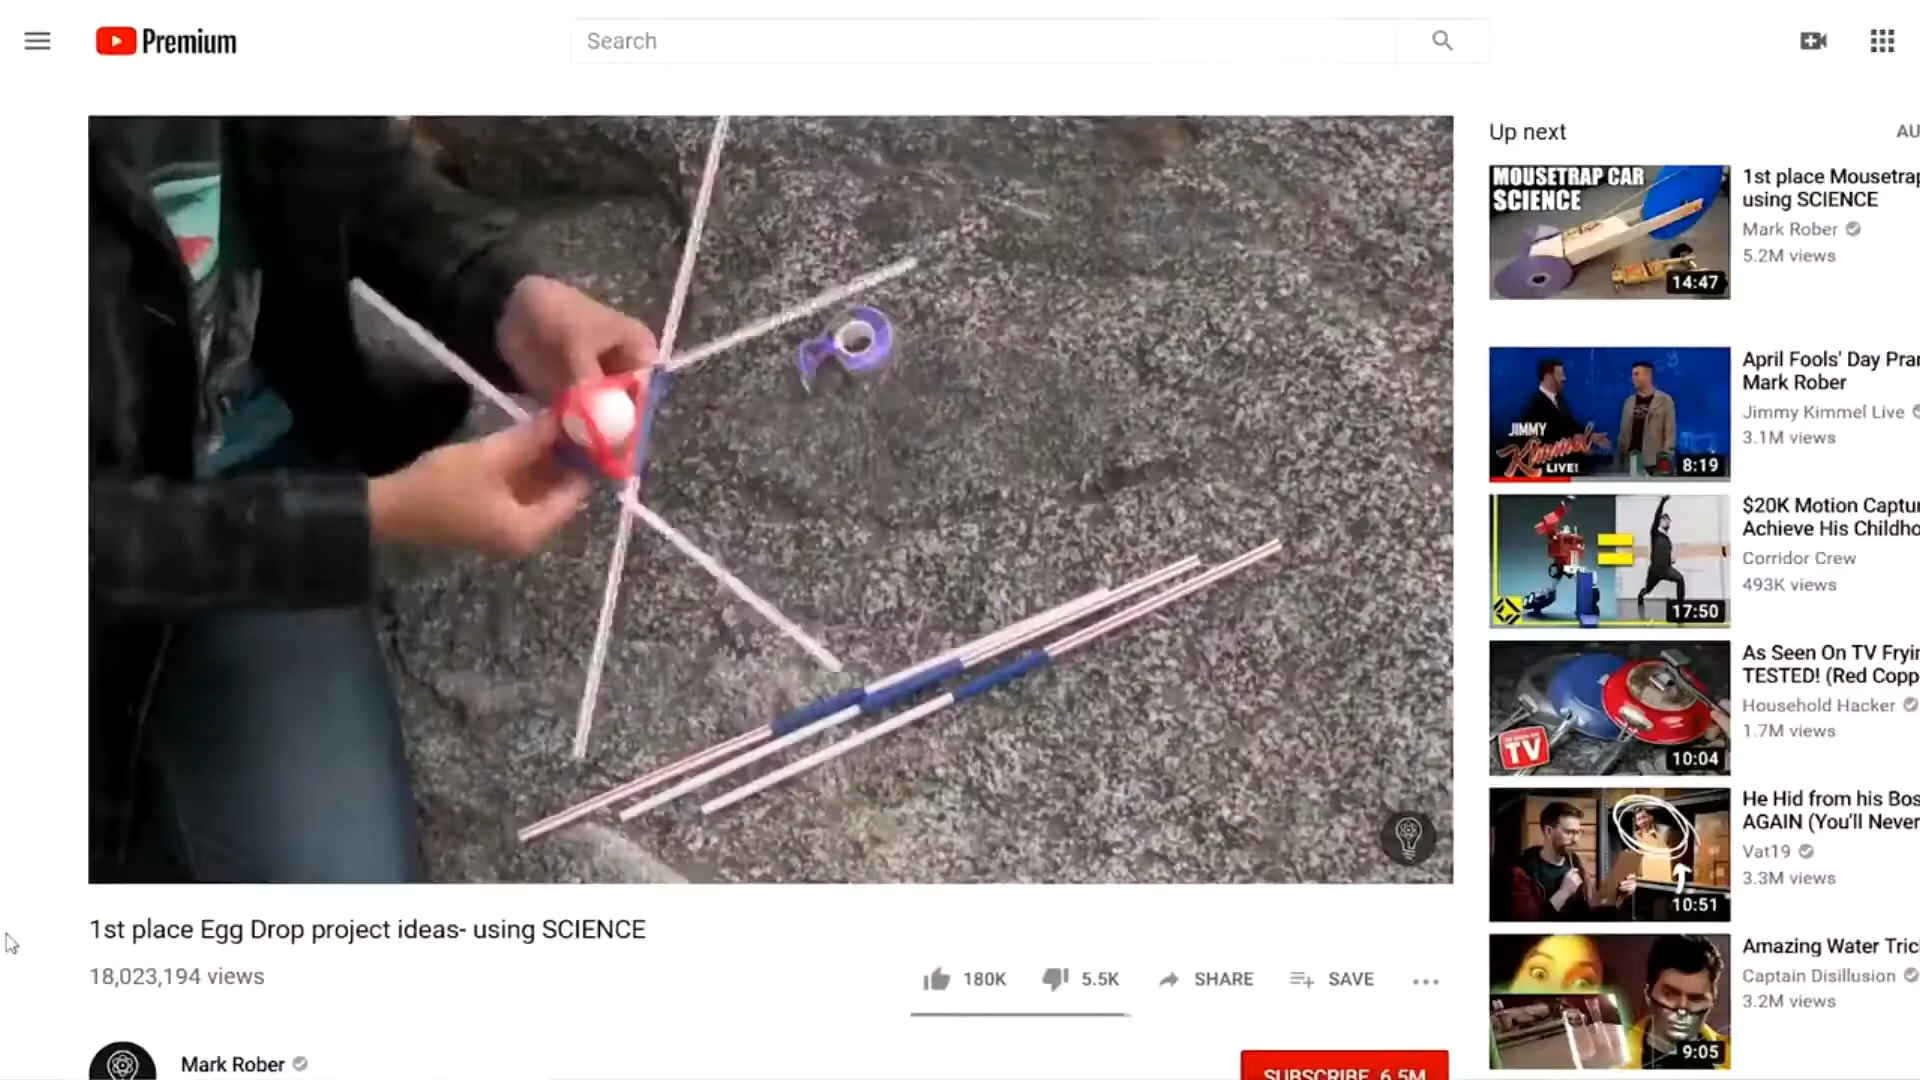 Premium
Search
Up next
AU
MOUSETRAP CAR
SCIENCE
14:47
1st place Mousetrap
using SCIENCE
Mark Rober
5.2M views
JIMMY
Kimmel
LIVE!
8:19
April Fools' Day Pran
Mark Rober
Jimmy Kimmel Live
3.1M views
17:50
$20K Motion Captur
Achieve His Childho
Corridor Crew
493K views
TV
10:04
As Seen On TV Fryin
TESTED! (Red Copp
Household Hacker
1.7M views
10:51
He Hid from his Bos
AGAIN (You'll Never
Vat19
3.3M views
9:05
Amazing Water Tric
Captain Disillusion
3.2M views
1st place Egg Drop project ideas- using SCIENCE
18,023,194 views
180K
5.5K
SHARE
SAVE
Mark Rober
SUBSCRIBE 6.5M